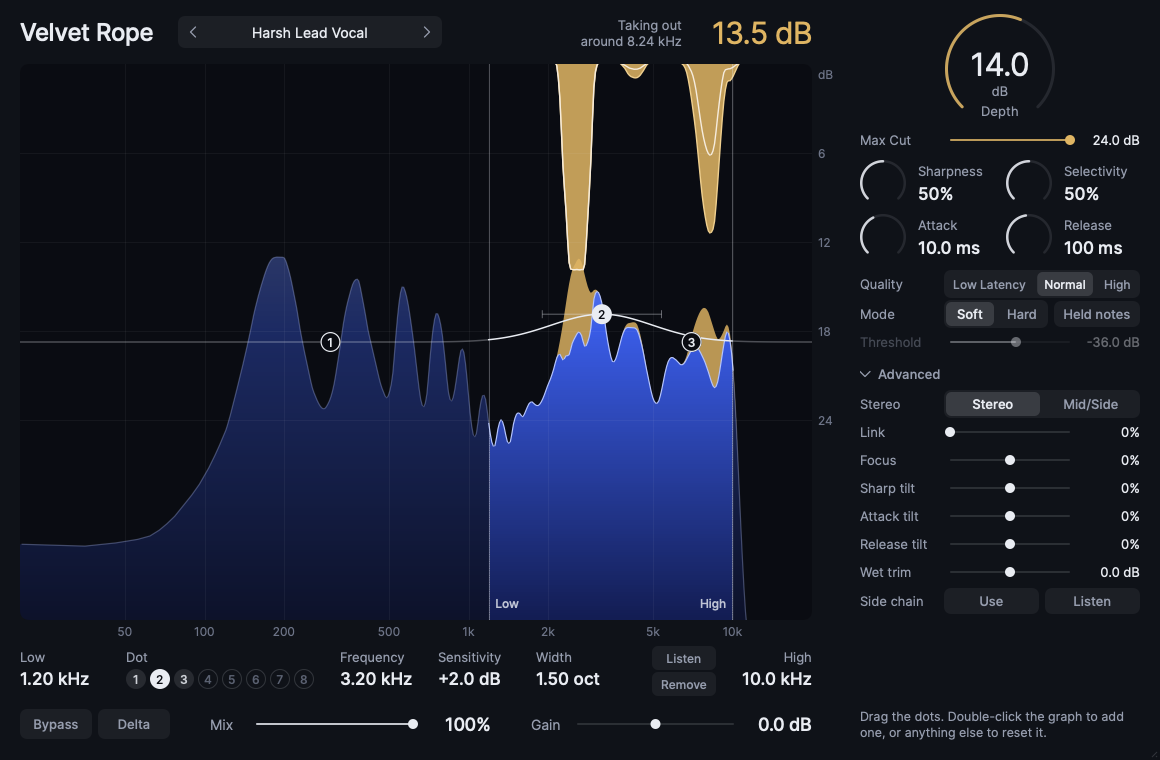 Velvet Rope
Harsh Lead Vocal
Taking out
around 8.24 kHz
13.5 dB
14.0
dB
Depth
dB
6
12
18
24
1
2
3
Low
High
50
100
200
500
1k
2k
5k
10k
Max Cut
24.0 dB
Sharpness
50%
Selectivity
50%
Attack
10.0 ms
Release
100 ms
Quality
Low Latency
Normal
High
Mode
Soft
Hard
Held notes
Threshold
-36.0 dB
Advanced
Stereo
Stereo
Mid/Side
Link
0%
Focus
0%
Sharp tilt
0%
Attack tilt
0%
Release tilt
0%
Wet trim
0.0 dB
Side chain
Use
Listen
Low
1.20 kHz
Dot
1 2 3 4 5 6 7 8
Frequency
3.20 kHz
Sensitivity
+2.0 dB
Width
1.50 oct
Listen
Remove
High
10.0 kHz
Bypass
Delta
Mix
100%
Gain
0.0 dB
Drag the dots. Double-click the graph to add
one, or anything else to reset it.